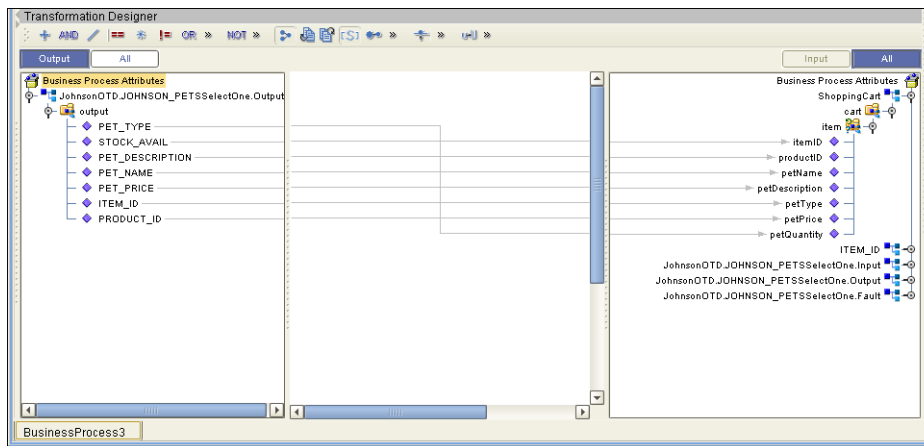 Transformation Designer
AND == != OR » NOT » [S] » » »
Output All Input All
Business Process Attributes
JohnsonOTD.JOHNSON_PETSSelectOne.Output
output
PET_TYPE
STOCK_AVAIL
PET_DESCRIPTION
PET_NAME
PET_PRICE
ITEM_ID
PRODUCT_ID
Business Process Attributes
ShoppingCart
cart
item
itemID
productID
petName
petDescription
petType
petPrice
petQuantity
ITEM_ID
JohnsonOTD.JOHNSON_PETSSelectOne.Input
JohnsonOTD.JOHNSON_PETSSelectOne.Output
JohnsonOTD.JOHNSON_PETSSelectOne.Fault
BusinessProcess3